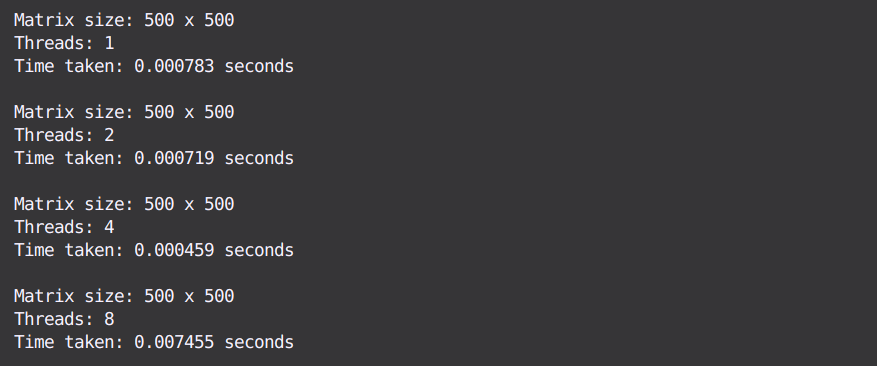 Matrix size: 500 x 500
Threads: 1
Time taken: 0.000783 seconds
Matrix size: 500 x 500
Threads: 2
Time taken: 0.000719 seconds
Matrix size: 500 x 500
Threads: 4
Time taken: 0.000459 seconds
Matrix size: 500 x 500
Threads: 8
Time taken: 0.007455 seconds